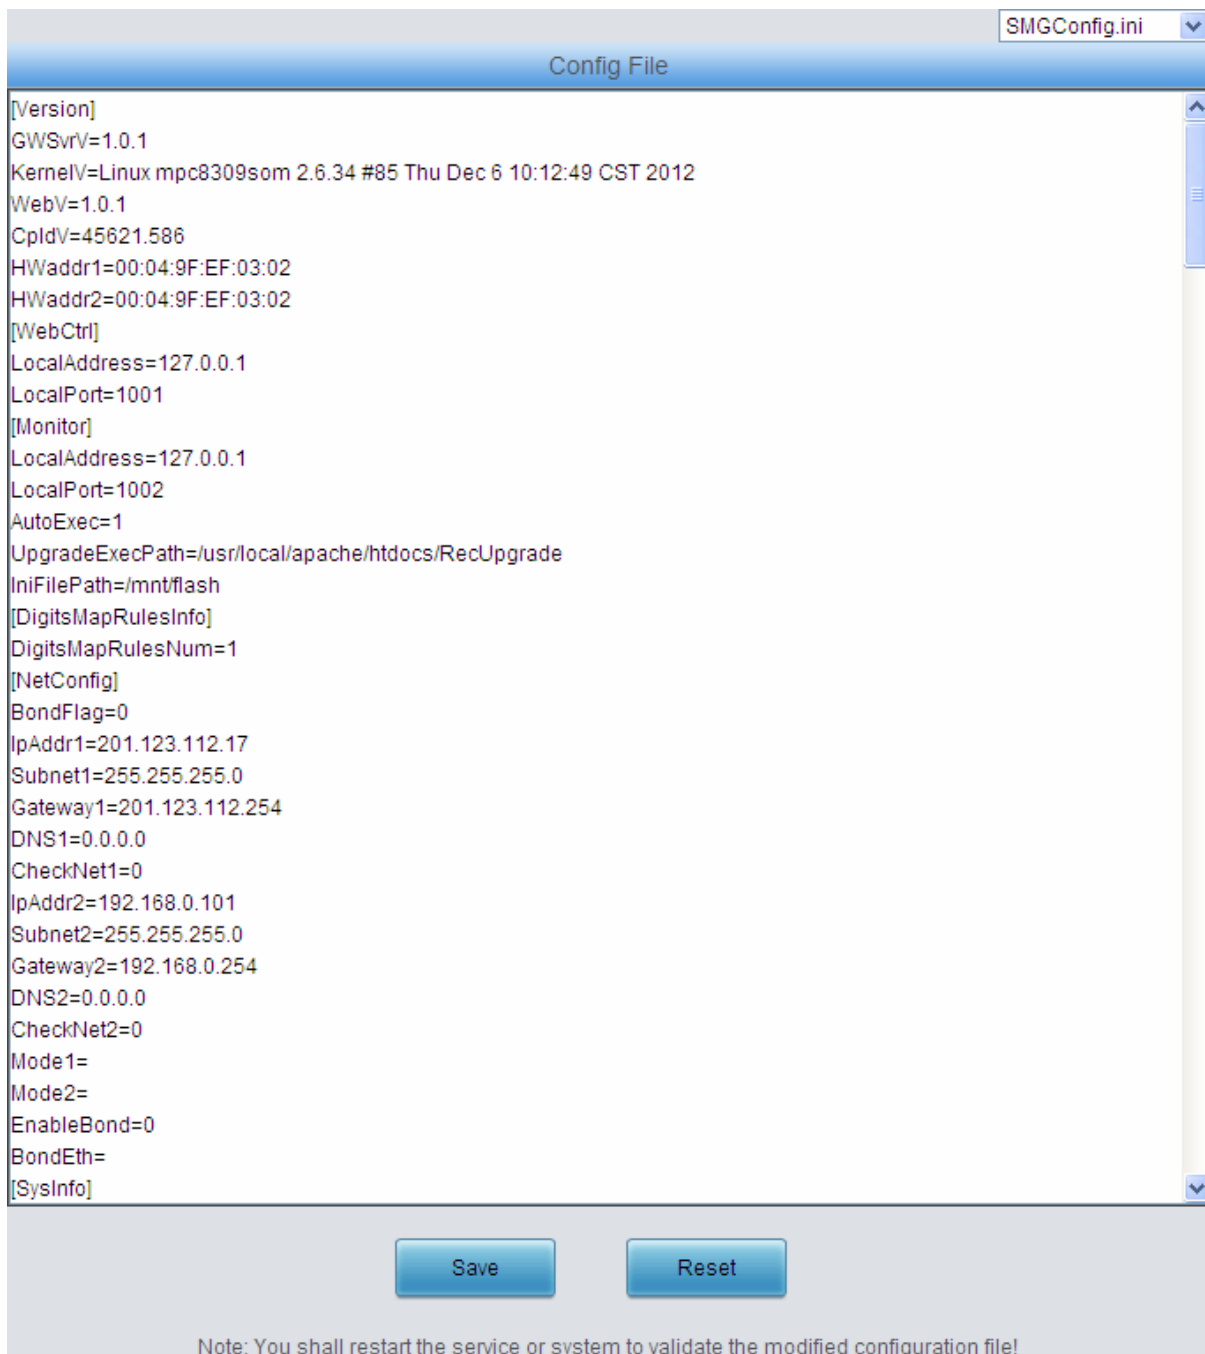 SMGConfig.ini
Config File
[Version]
GWSvrV=1.0.1
KernelV=Linux mpc8309som 2.6.34 #85 Thu Dec 6 10:12:49 CST 2012
WebV=1.0.1
CpldV=45621.586
HWaddr1=00:04:9F:EF:03:02
HWaddr2=00:04:9F:EF:03:02
[WebCtrl]
LocalAddress=127.0.0.1
LocalPort=1001
[Monitor]
LocalAddress=127.0.0.1
LocalPort=1002
AutoExec=1
UpgradeExecPath=/usr/local/apache/htdocs/RecUpgrade
IniFilePath=/mnt/flash
[DigitsMapRulesInfo]
DigitsMapRulesNum=1
[NetConfig]
BondFlag=0
IpAddr1=201.123.112.17
Subnet1=255.255.255.0
Gateway1=201.123.112.254
DNS1=0.0.0.0
CheckNet1=0
IpAddr2=192.168.0.101
Subnet2=255.255.255.0
Gateway2=192.168.0.254
DNS2=0.0.0.0
CheckNet2=0
Mode1=
Mode2=
EnableBond=0
BondEth=
[SysInfo]
Save Reset
Note: You shall restart the service or system to validate the modified configuration file!